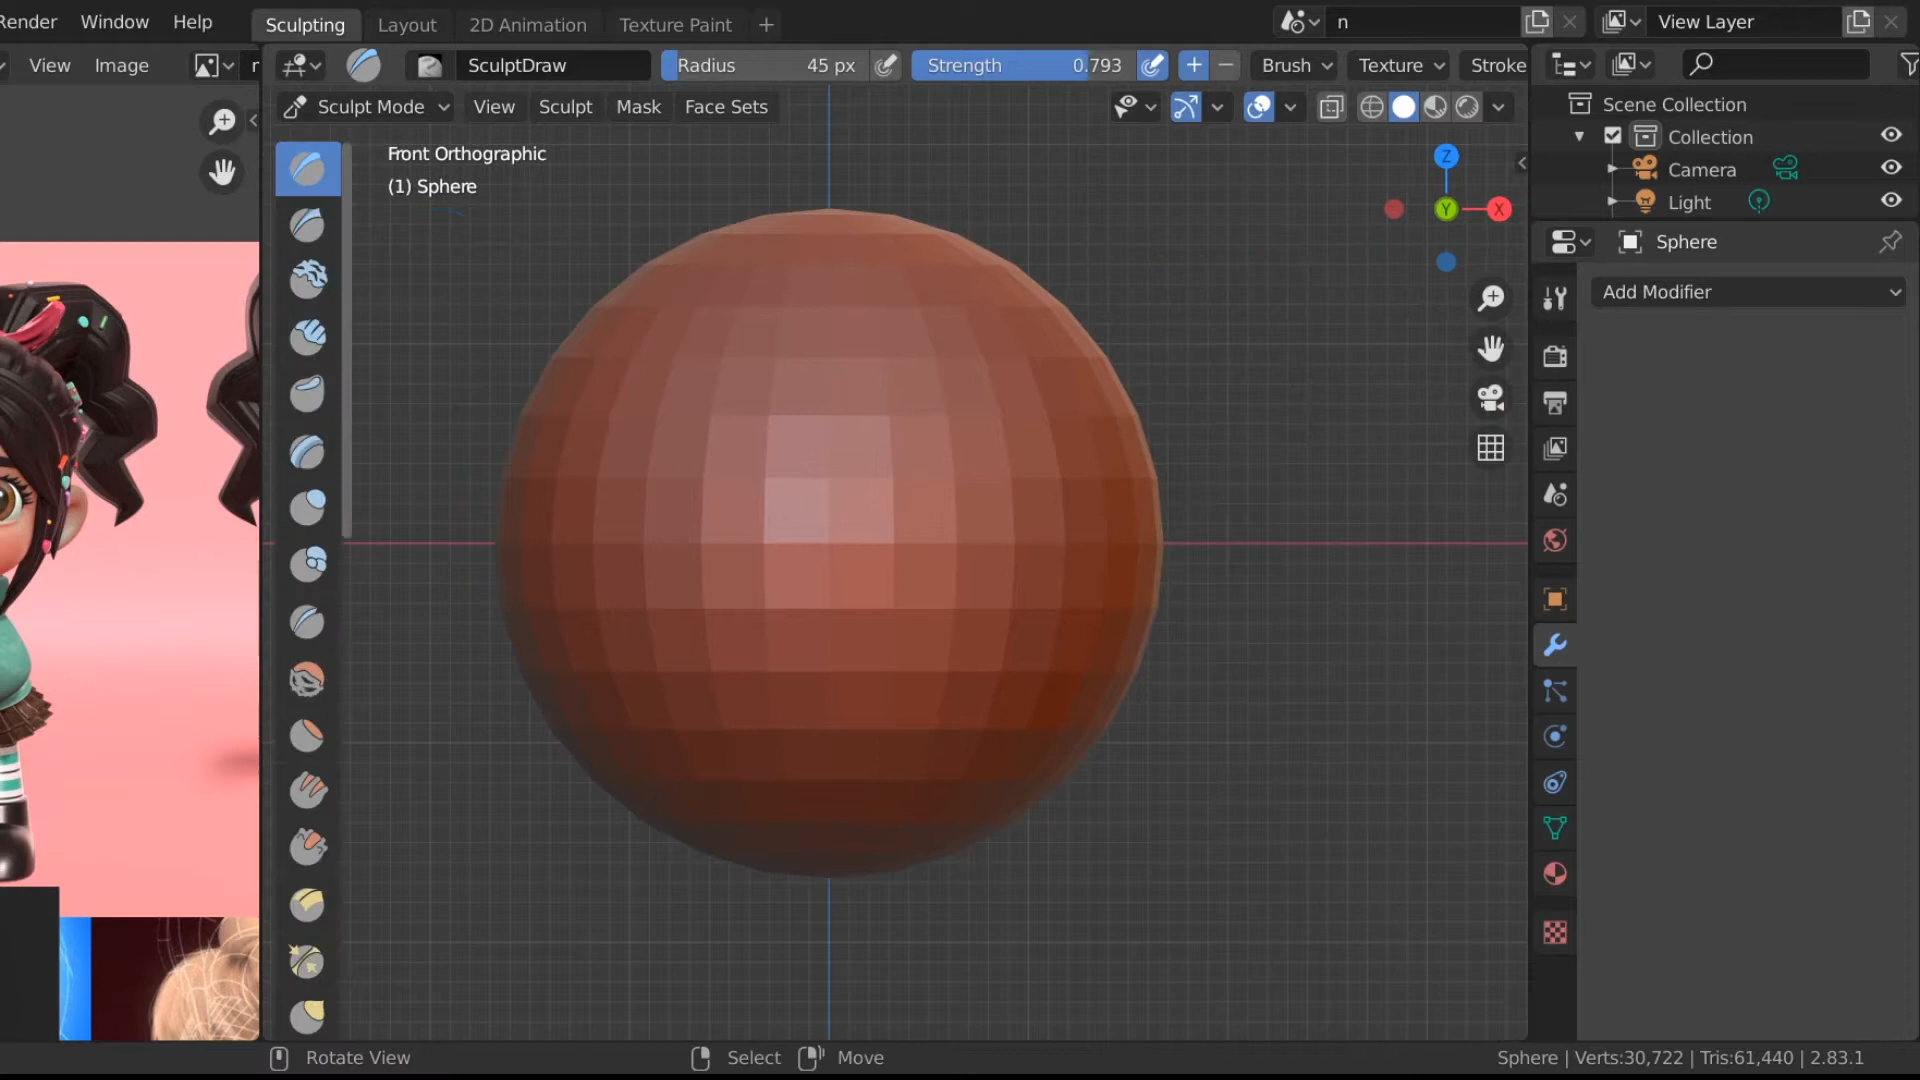 Render Window Help Sculpting Layout 2D Animation Texture Paint + n View Layer
View Image SculptDraw Radius 45 px Strength 0.793 + − Brush Texture Stroke
Sculpt Mode View Sculpt Mask Face Sets
Scene Collection
Collection
Camera
Light
Front Orthographic
(1) Sphere
Z
Y
X
Sphere
Add Modifier
Rotate View Select Move Sphere | Verts:30,722 | Tris:61,440 | 2.83.1